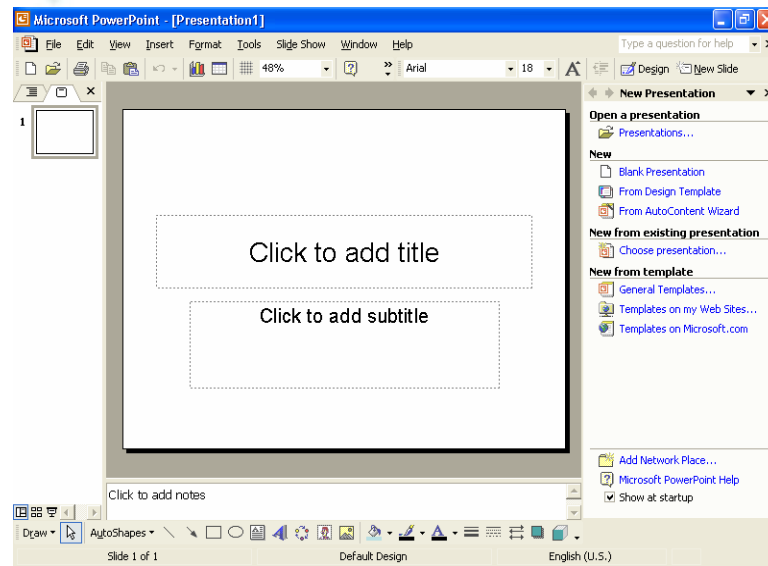 Microsoft PowerPoint - [Presentation1]
File Edit View Insert Format Tools Slide Show Window Help Type a question for help
48% Arial 18 A Design New Slide
New Presentation
Open a presentation
Presentations...
New
Blank Presentation
From Design Template
From AutoContent Wizard
New from existing presentation
Choose presentation...
New from template
General Templates...
Templates on my Web Sites...
Templates on Microsoft.com
1
Click to add title
Click to add subtitle
Add Network Place...
Microsoft PowerPoint Help
Show at startup
Click to add notes
Draw AutoShapes A A
Slide 1 of 1 Default Design English (U.S.)